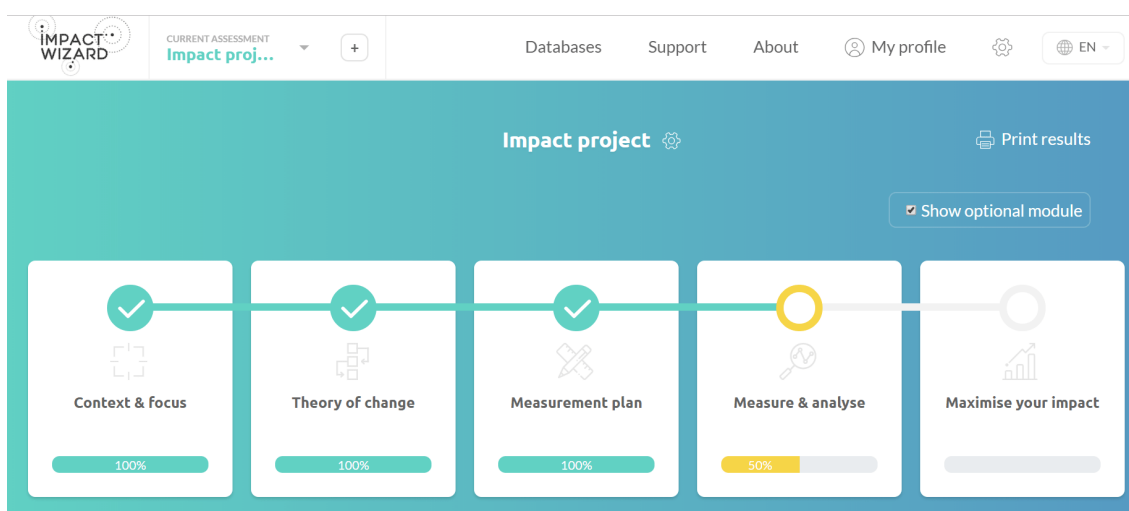 IMPACT
WIZARD
CURRENT ASSESSMENT
Impact proj...
+
Databases
Support
About
My profile
EN
Impact project
Print results
Show optional module
Context & focus
Theory of change
Measurement plan
Measure & analyse
Maximise your impact
100%
100%
100%
50%